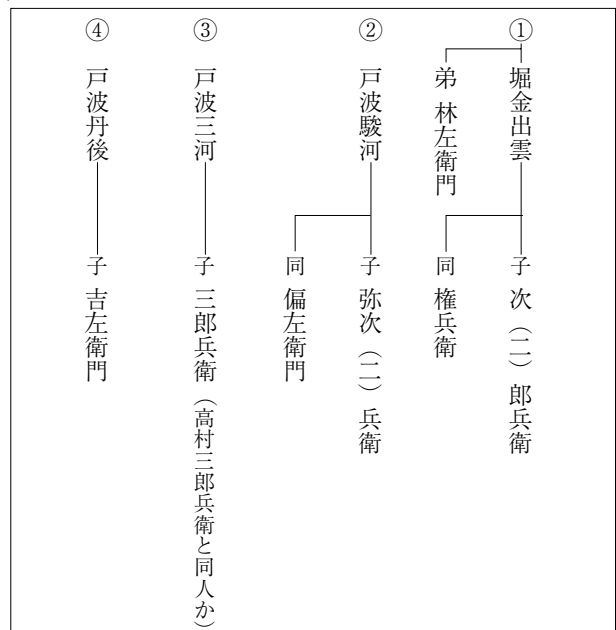 ① 堀金出雲
子 次（二）郎兵衛
同 権兵衛
弟 林左衛門
② 戸波駿河
子 弥次（二）兵衛
同 偏左衛門
③ 戸波三河
子 三郎兵衛（高村三郎兵衛と同人か）
④ 戸波丹後
子 吉左衛門